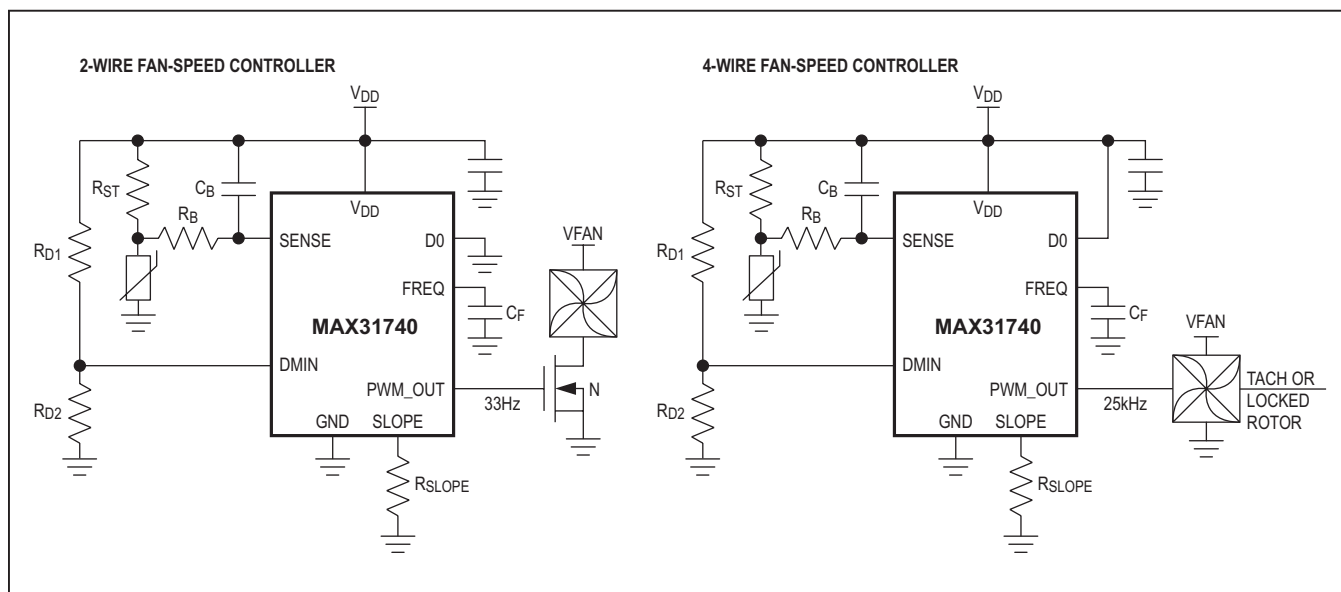 2-WIRE FAN-SPEED CONTROLLER
VDD
RST
CB
RB
RD1
VDD
SENSE
D0
FREQ
CF
VFAN
MAX31740
DMIN
PWM_OUT
33Hz
N
RD2
GND
SLOPE
RSLOPE
4-WIRE FAN-SPEED CONTROLLER
VDD
RST
CB
RB
RD1
VDD
SENSE
D0
FREQ
CF
MAX31740
VFAN
DMIN
PWM_OUT
25kHz
TACH OR
LOCKED
ROTOR
RD2
GND
SLOPE
RSLOPE